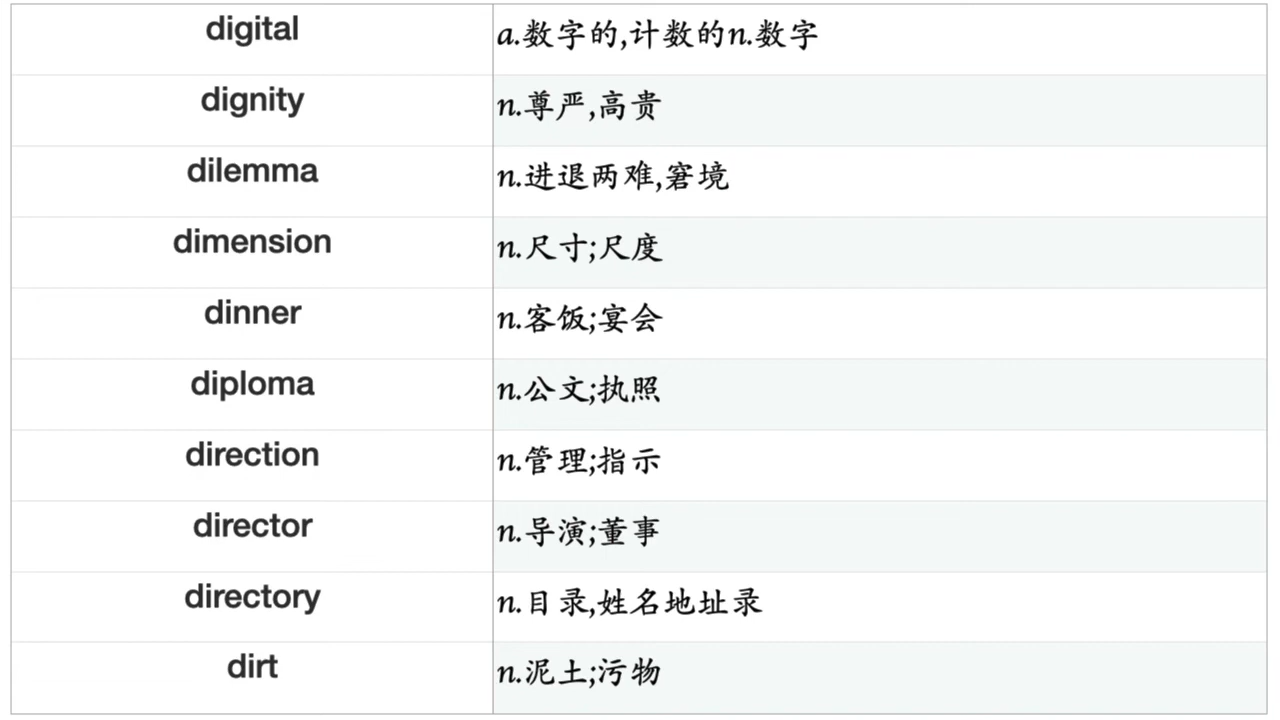 digital a.数字的,计数的n.数字
dignity n.尊严,高贵
dilemma n.进退两难,窘境
dimension n.尺寸;尺度
dinner n.客饭;宴会
diploma n.公文;执照
direction n.管理;指示
director n.导演;董事
directory n.目录,姓名地址录
dirt n.泥土;污物